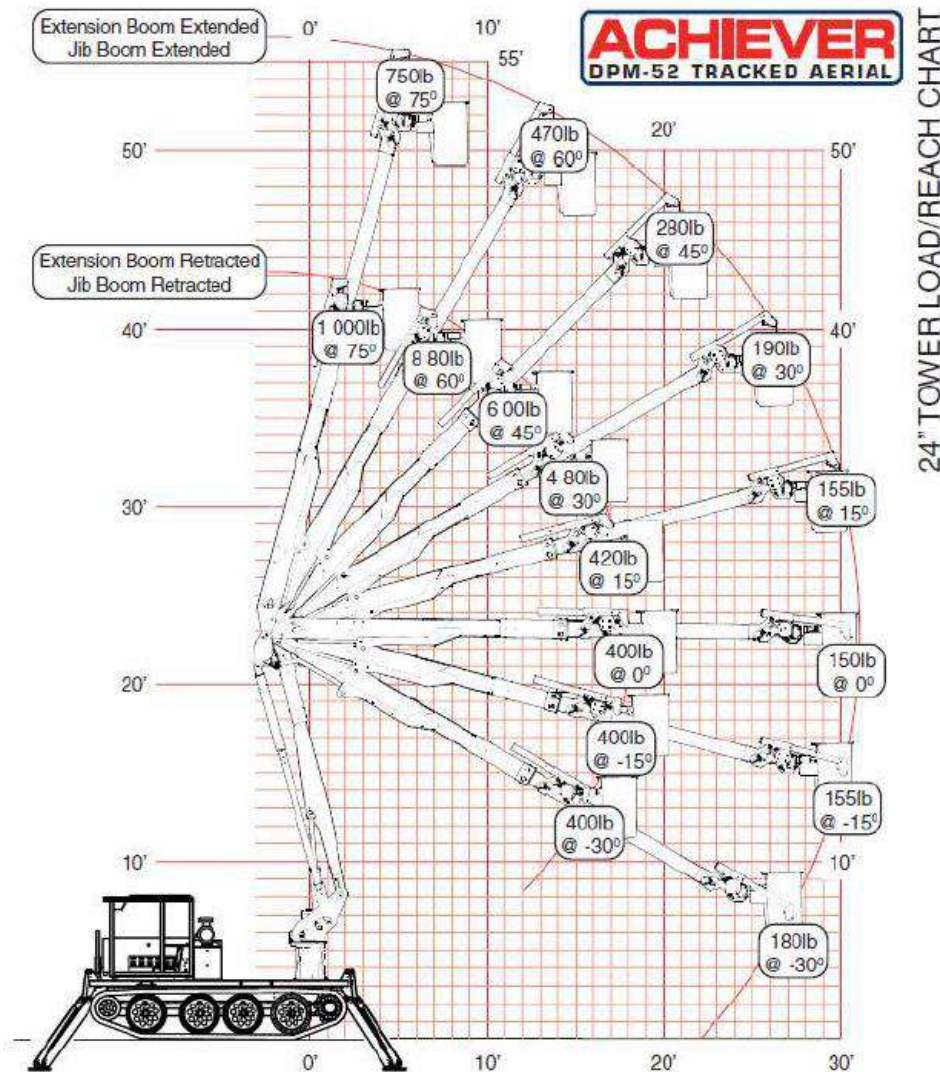 Extension Boom Extended
Jib Boom Extended
0'
10'
55'
ACHIEVER
DPM-52 TRACKED AERIAL
24" TOWER LOAD/REACH CHART
750lb
@ 75º
470lb
@ 60º
20'
50'
50'
280lb
@ 45º
Extension Boom Retracted
Jib Boom Retracted
40'
40'
1 000lb
@ 75º
8 80lb
@ 60º
190lb
@ 30º
6 00lb
@ 45º
4 80lb
@ 30º
155lb
@ 15º
30'
30'
420lb
@ 15º
400lb
@ 0º
150lb
@ 0º
20'
20'
400lb
@ -15º
155lb
@ -15º
400lb
@ -30º
10'
10'
180lb
@ -30º
0'
10'
20'
30'